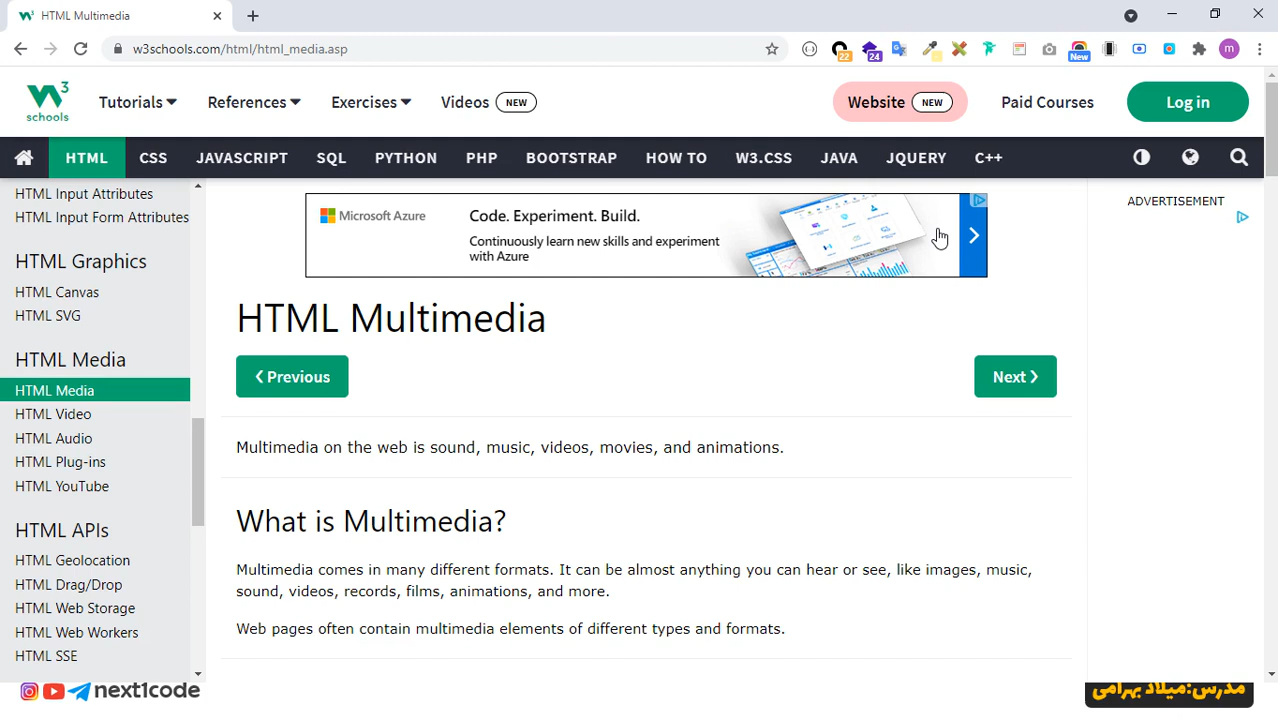 HTML Multimedia
w3schools.com/html/html_media.asp
22
24
New
m
w3 schools
Tutorials
References
Exercises
Videos NEW
Website NEW
Paid Courses
Log in
HTML
CSS
JAVASCRIPT
SQL
PYTHON
PHP
BOOTSTRAP
HOW TO
W3.CSS
JAVA
JQUERY
C++
HTML Input Attributes
HTML Input Form Attributes
HTML Graphics
HTML Canvas
HTML SVG
HTML Media
HTML Media
HTML Video
HTML Audio
HTML Plug-ins
HTML YouTube
HTML APIs
HTML Geolocation
HTML Drag/Drop
HTML Web Storage
HTML Web Workers
HTML SSE
Microsoft Azure
Code. Experiment. Build.
Continuously learn new skills and experiment
with Azure
ADVERTISEMENT
HTML Multimedia
❮ Previous
Next ❯
Multimedia on the web is sound, music, videos, movies, and animations.
What is Multimedia?
Multimedia comes in many different formats. It can be almost anything you can hear or see, like images, music,
sound, videos, records, films, animations, and more.
Web pages often contain multimedia elements of different types and formats.
next1code
مدرس:میلاد بهرامی